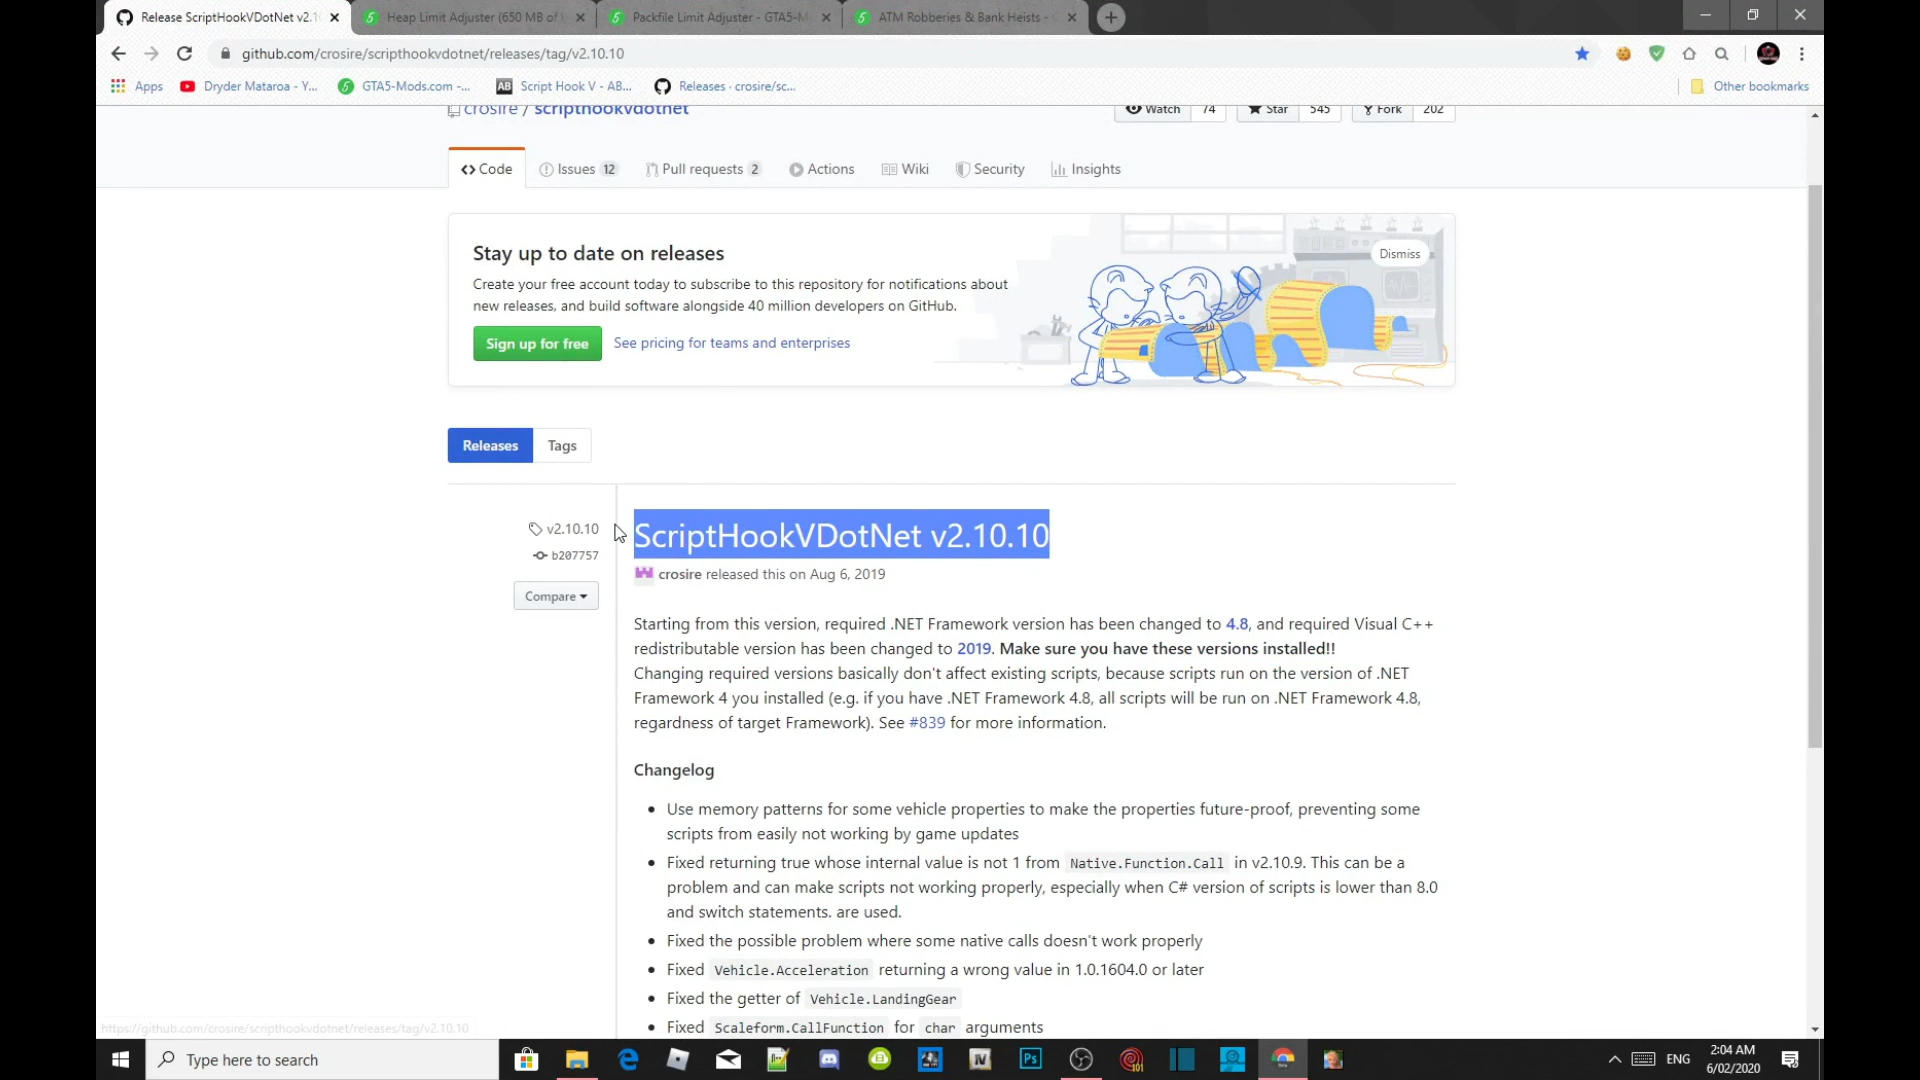 Release ScriptHookVDotNet v2.1
Heap Limit Adjuster (650 MB of
Packfile Limit Adjuster - GTA5-M
ATM Robberies & Bank Heists -
github.com/crosire/scripthookvdotnet/releases/tag/v2.10.10
Apps
Dryder Mataroa - Y...
GTA5-Mods.com -...
AB Script Hook V - AB...
Releases · crosire/sc...
Other bookmarks
crosire / scripthookvdotnet
Watch 74
Star 545
Fork 202
Code
Issues 12
Pull requests 2
Actions
Wiki
Security
Insights
Stay up to date on releases
Dismiss
Create your free account today to subscribe to this repository for notifications about
new releases, and build software alongside 40 million developers on GitHub.
Sign up for free
See pricing for teams and enterprises
Releases
Tags
v2.10.10
b207757
Compare
ScriptHookVDotNet v2.10.10
crosire released this on Aug 6, 2019
Starting from this version, required .NET Framework version has been changed to 4.8, and required Visual C++
redistributable version has been changed to 2019. Make sure you have these versions installed!!
Changing required versions basically don't affect existing scripts, because scripts run on the version of .NET
Framework 4 you installed (e.g. if you have .NET Framework 4.8, all scripts will be run on .NET Framework 4.8,
regardness of target Framework). See #839 for more information.
Changelog
Use memory patterns for some vehicle properties to make the properties future-proof, preventing some
scripts from easily not working by game updates
Fixed returning true whose internal value is not 1 from Native.Function.Call in v2.10.9. This can be a
problem and can make scripts not working properly, especially when C# version of scripts is lower than 8.0
and switch statements. are used.
Fixed the possible problem where some native calls doesn't work properly
Fixed Vehicle.Acceleration returning a wrong value in 1.0.1604.0 or later
Fixed the getter of Vehicle.LandingGear
Fixed Scaleform.CallFunction for char arguments
https://github.com/crosire/scripthookvdotnet/releases/tag/v2.10.10
Type here to search
IV
Ps
101
ENG
2:04 AM
6/02/2020